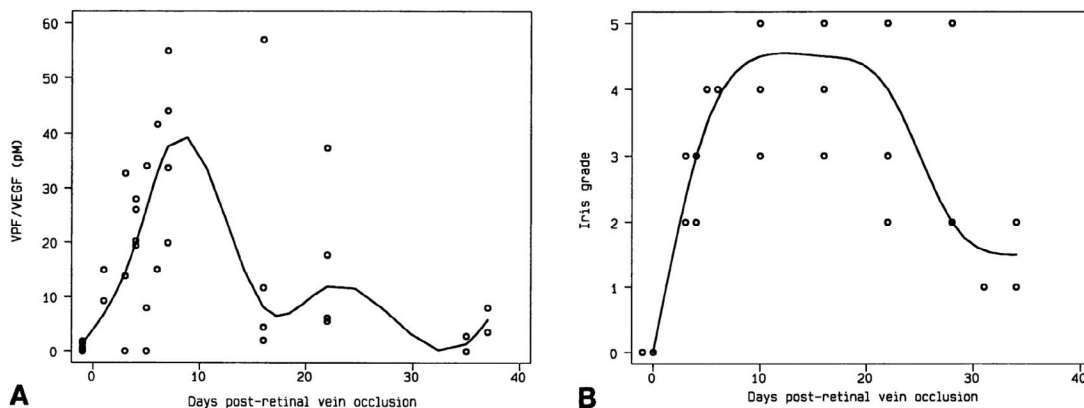 60
50
40
30
20
10
0
VPF/VEGF (pM)
0 10 20 30 40
Days post-retinal vein occlusion
A
5
4
3
2
1
0
Iris grade
0 10 20 30 40
Days post-retinal vein occlusion
B